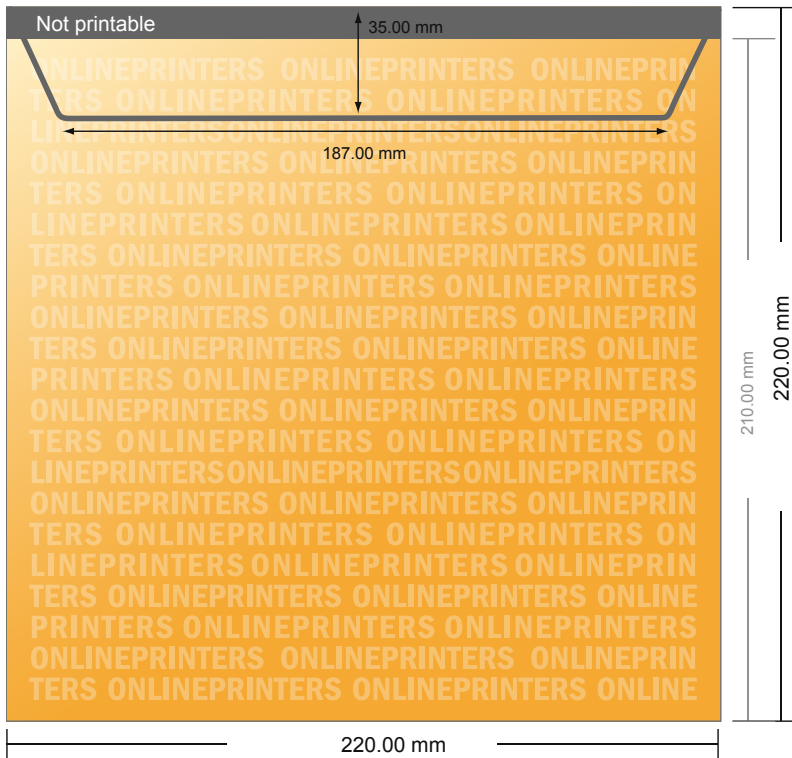 Not printable
35.00 mm
ONLINEPRINTERS ONLINEPRINTERS ONLINEPRIN
TERS ONLINEPRINTERS ONLINEPRINTERS ON
LINEPRINTERSONLINEPRINTERSONLINEPRINTERS
187.00 mm
ONLINEPRINTERS ONLINEPRINTERS ONLINEPRIN
TERS ONLINEPRINTERS ONLINEPRINTERS ON
LINEPRINTERS ONLINEPRINTERS ONLINEPRIN
TERS ONLINEPRINTERS ONLINEPRINTERS ONLINE
PRINTERS ONLINEPRINTERS ONLINEPRINTERS
ONLINEPRINTERS ONLINEPRINTERS ONLINEPRIN
TERS ONLINEPRINTERS ONLINEPRINTERS ONLINE
PRINTERS ONLINEPRINTERS ONLINEPRINTERS
ONLINEPRINTERS ONLINEPRINTERS ONLINEPRIN
TERS ONLINEPRINTERS ONLINEPRINTERS ON
LINEPRINTERSONLINEPRINTERSONLINEPRINTERS
ONLINEPRINTERS ONLINEPRINTERS ONLINEPRIN
TERS ONLINEPRINTERS ONLINEPRINTERS ON
LINEPRINTERS ONLINEPRINTERS ONLINEPRIN
TERS ONLINEPRINTERS ONLINEPRINTERS ONLINE
PRINTERS ONLINEPRINTERS ONLINEPRINTERS
ONLINEPRINTERS ONLINEPRINTERS ONLINEPRIN
TERS ONLINEPRINTERS ONLINEPRINTERS ONLINE
210.00 mm
220.00 mm
220.00 mm